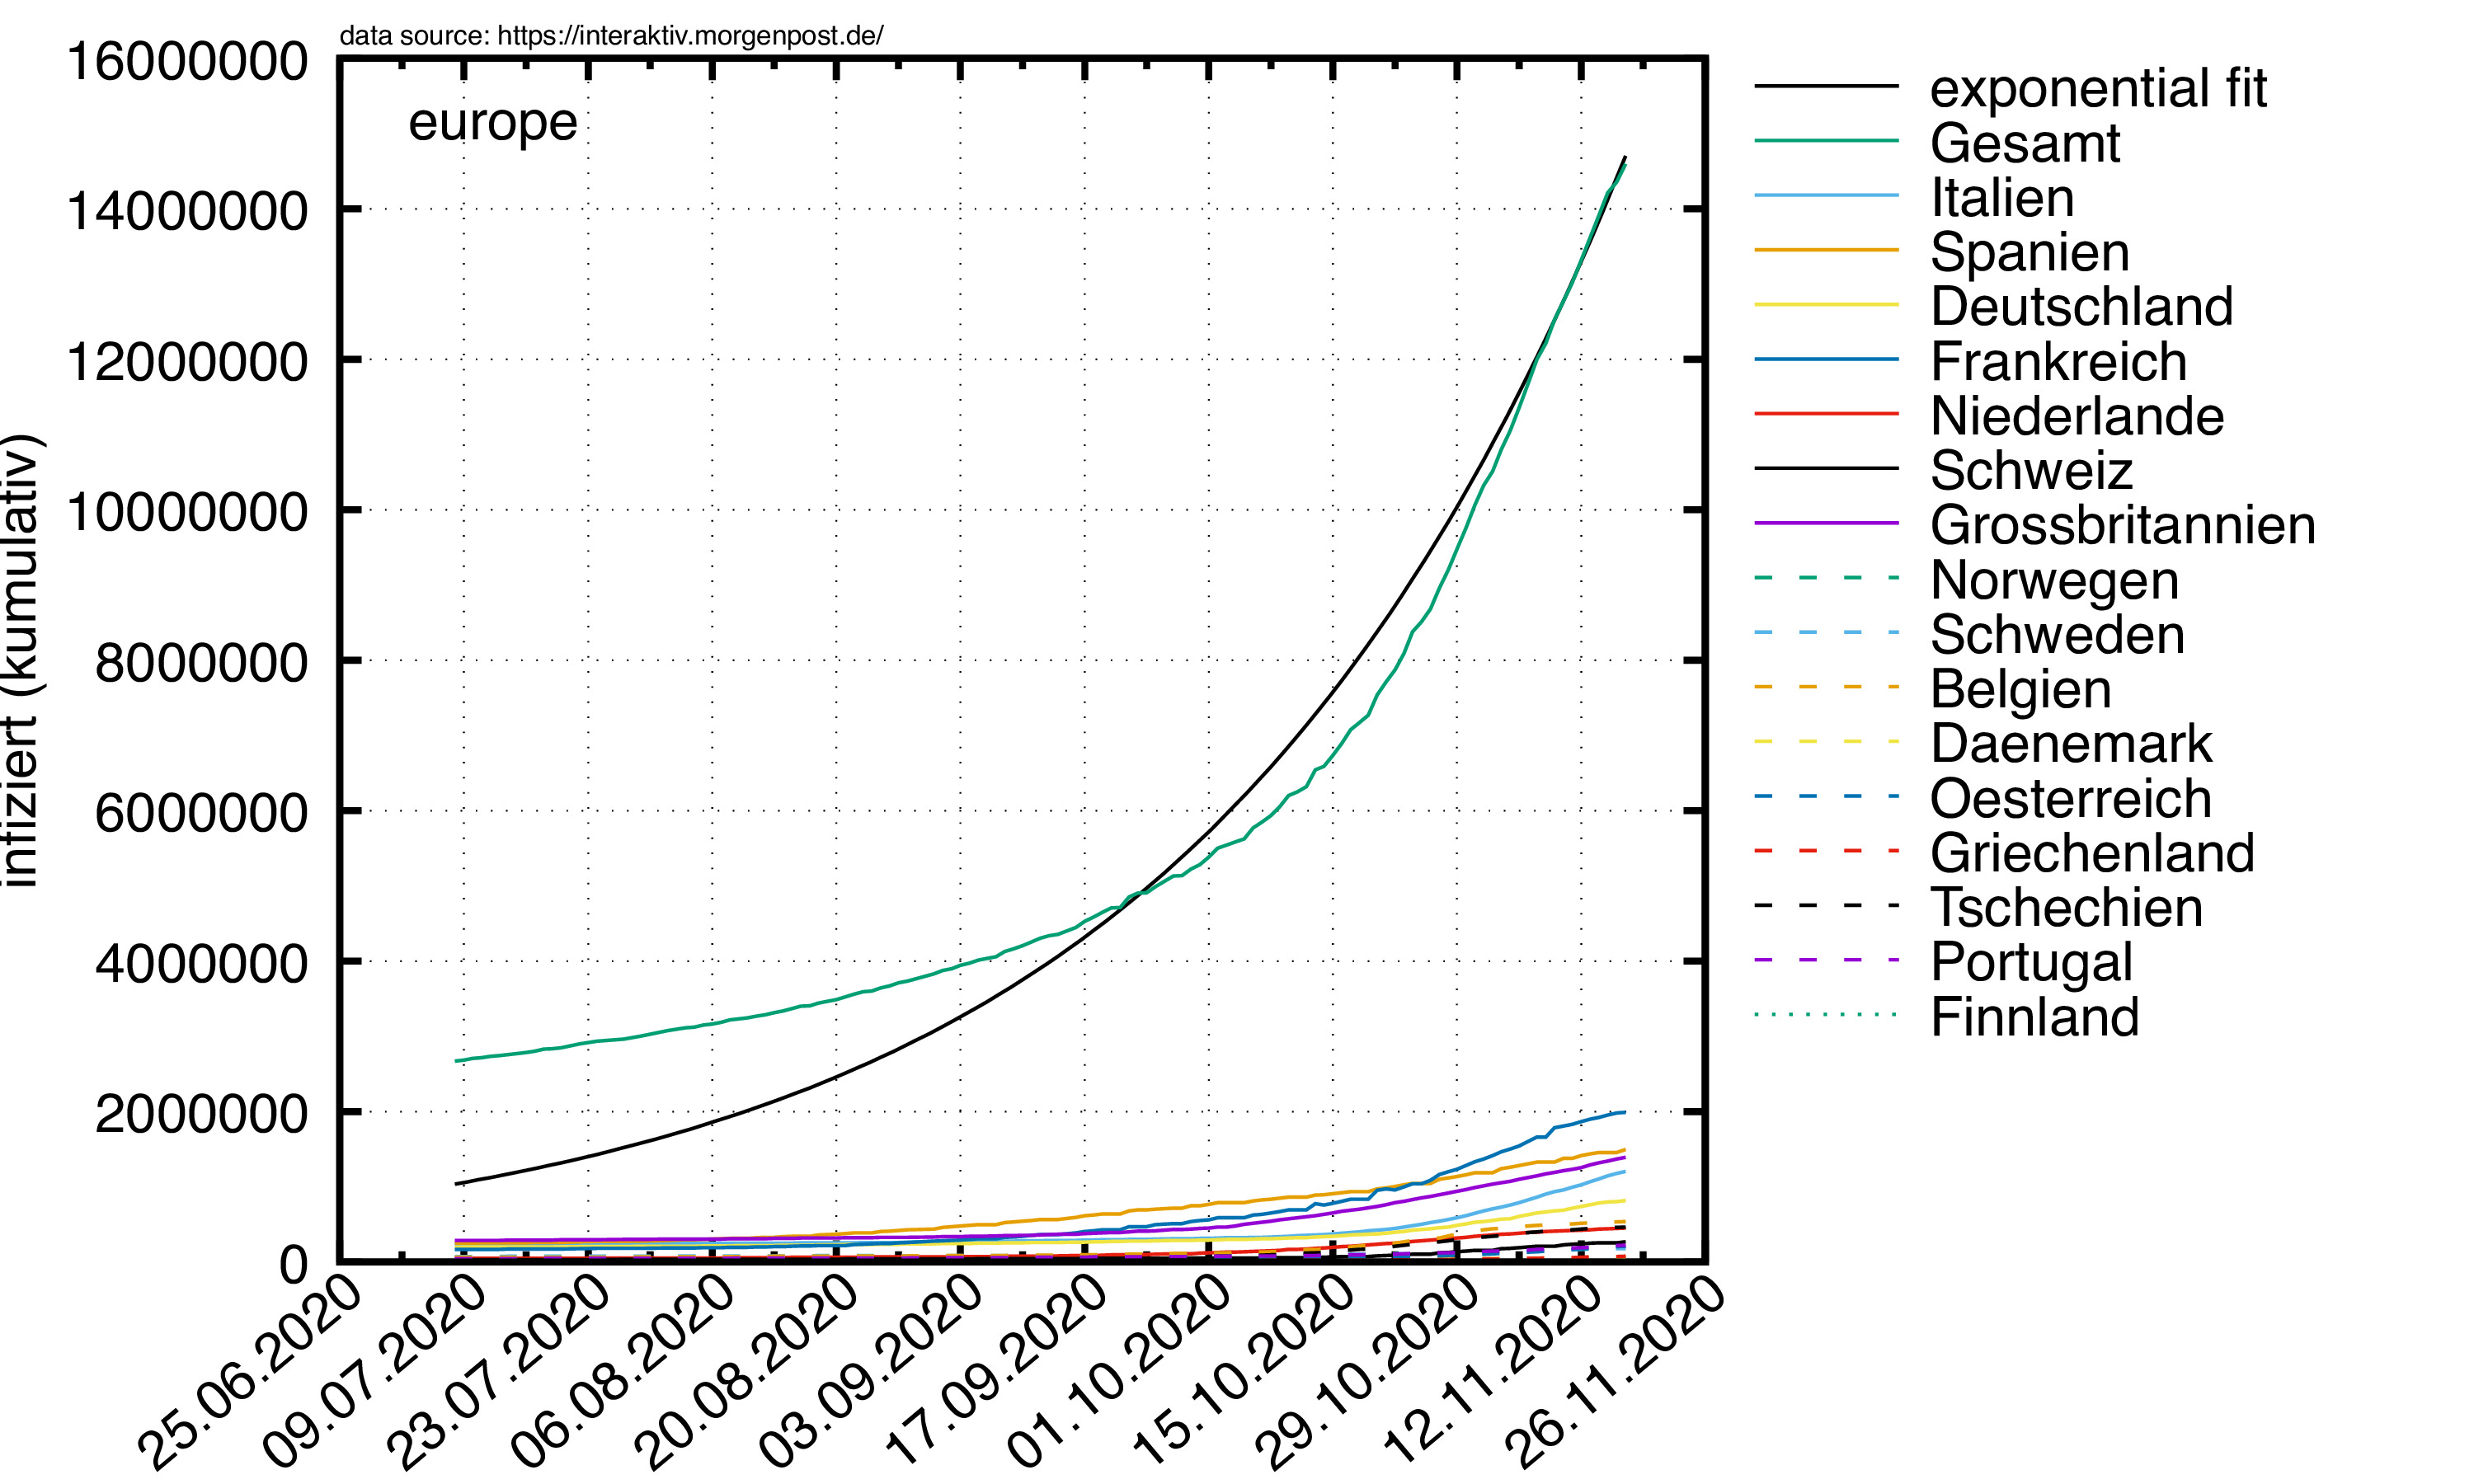 data source: https://interaktiv.morgenpost.de/
europe
infiziert (kumulativ)
16000000
14000000
12000000
10000000
8000000
6000000
4000000
2000000
0
25.06.2020
09.07.2020
23.07.2020
06.08.2020
20.08.2020
03.09.2020
17.09.2020
01.10.2020
15.10.2020
29.10.2020
12.11.2020
26.11.2020
exponential fit
Gesamt
Italien
Spanien
Deutschland
Frankreich
Niederlande
Schweiz
Grossbritannien
Norwegen
Schweden
Belgien
Daenemark
Oesterreich
Griechenland
Tschechien
Portugal
Finnland